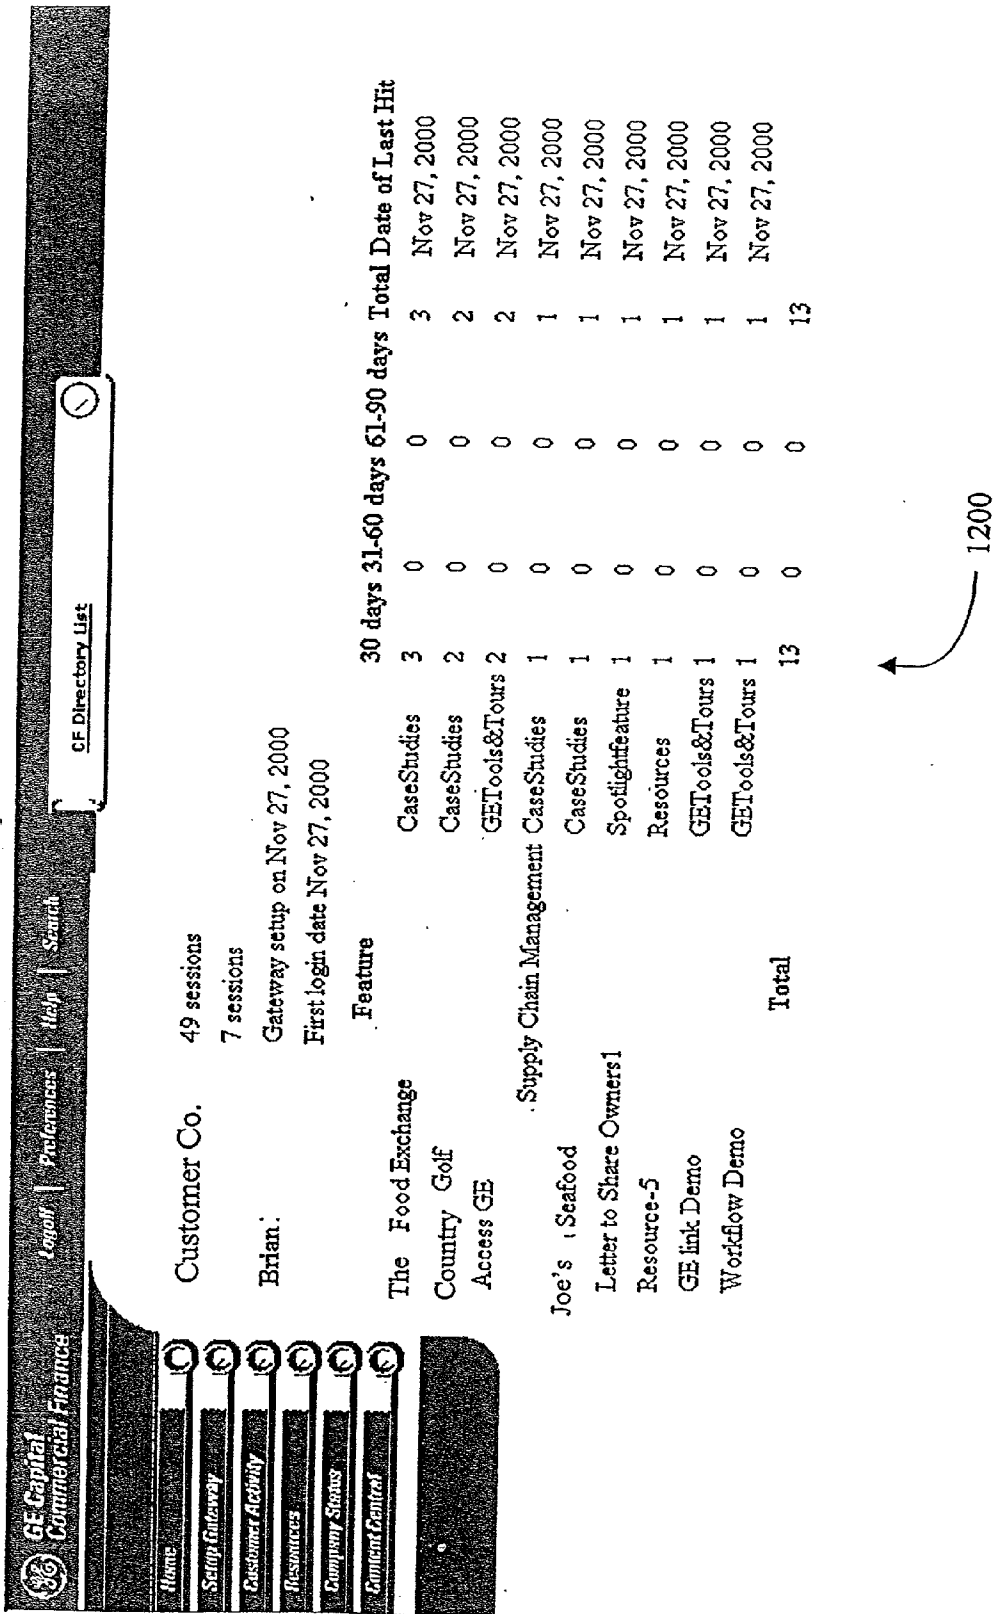 GE Capital
Commercial Finance
Logoff | Preferences | Help | Search
CF Directory List
Home
Setup Gateway
Customer Activity
Resources
Company Status
Content Central
Customer Co. 49 sessions
7 sessions
Brian. Gateway setup on Nov 27, 2000
First login date Nov 27, 2000
Feature 30 days 31-60 days 61-90 days Total Date of Last Hit
The Food Exchange CaseStudies 3 0 0 3 Nov 27, 2000
Country Golf CaseStudies 2 0 0 2 Nov 27, 2000
Access GE GETools&Tours 2 0 0 2 Nov 27, 2000
Supply Chain Management CaseStudies 1 0 0 1 Nov 27, 2000
Joe's Seafood CaseStudies 1 0 0 1 Nov 27, 2000
Letter to Share Owners1 Spotlightfeature 1 0 0 1 Nov 27, 2000
Resource-5 Resources 1 0 0 1 Nov 27, 2000
GE link Demo GETools&Tours 1 0 0 1 Nov 27, 2000
Workflow Demo GETools&Tours 1 0 0 1 Nov 27, 2000
Total 13 0 0 13
1200